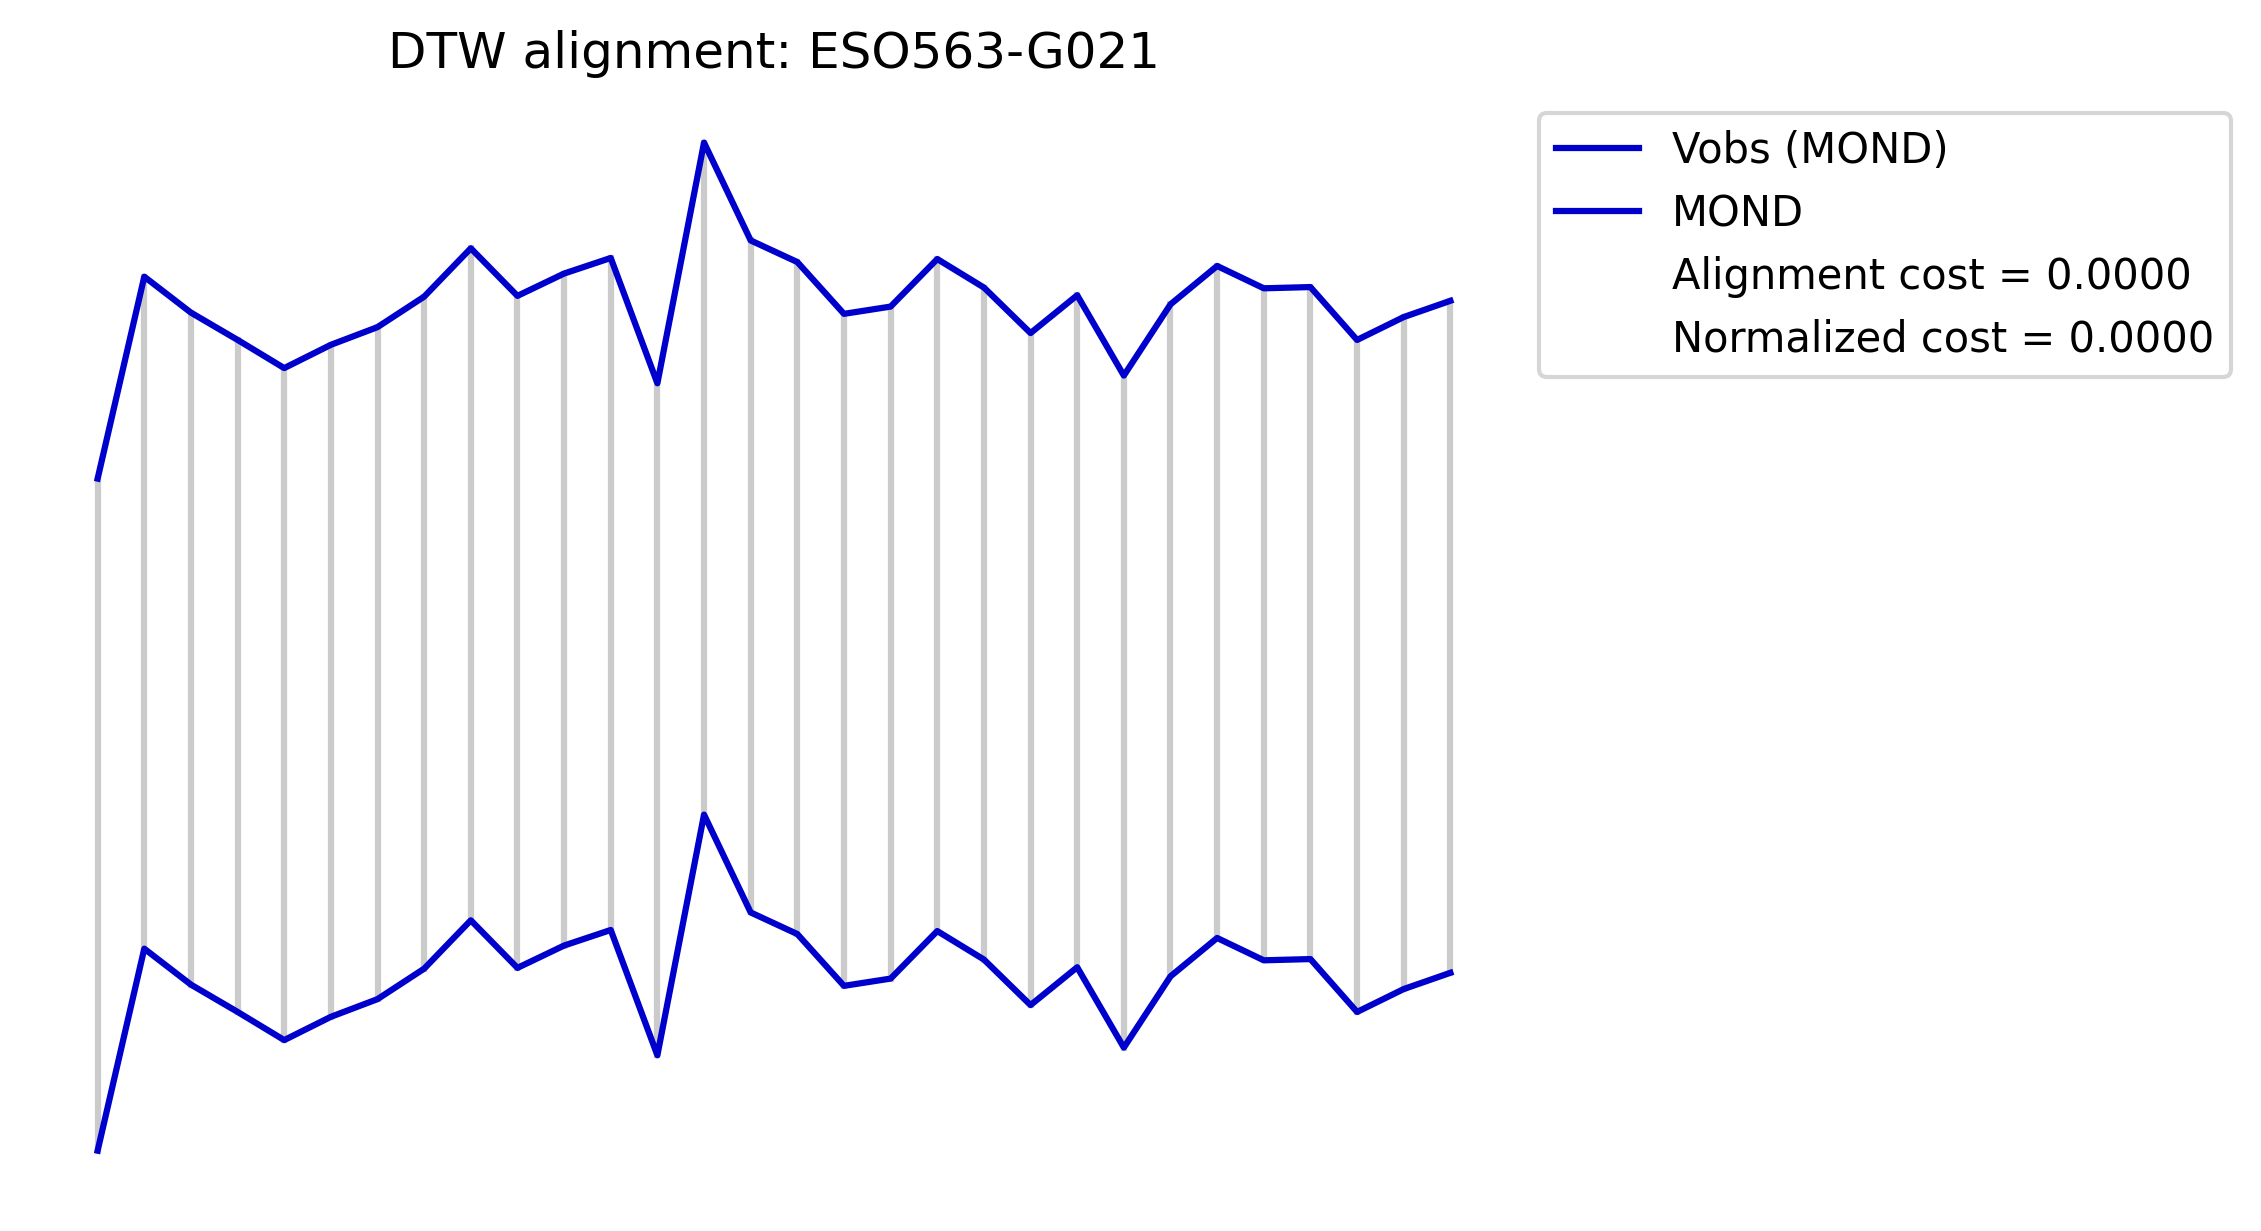 DTW alignment: ESO563-G021
Vobs (MOND)
MOND
Alignment cost = 0.0000
Normalized cost = 0.0000